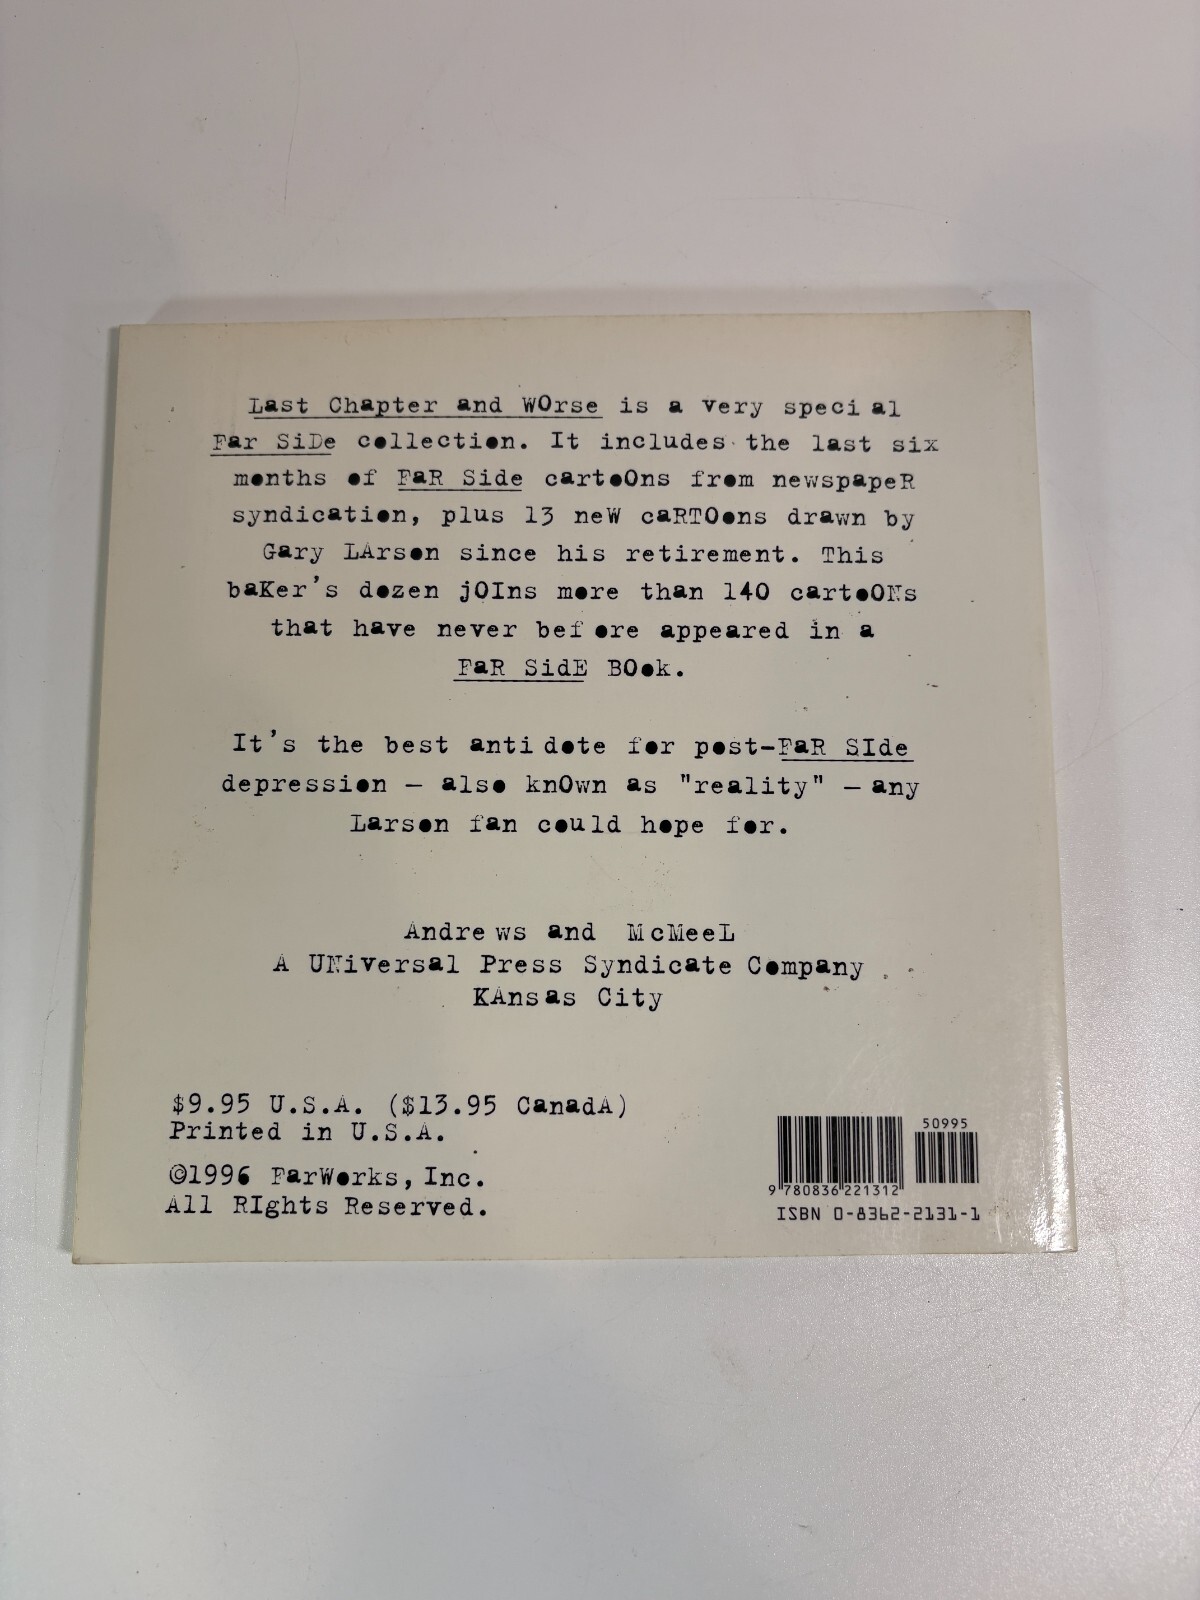 Last Chapter and WOrse is a very special
Far SiDe collection. It includes the last six
months of FaR Side cartoOns from newspapeR
syndication, plus 13 neW caRTOons drawn by
Gary LArson since his retirement. This
baKer's dozen jOIns more than 140 cartoONs
that have never before appeared in a
FaR SidE BOok.
It's the best antidote for post-FaR SIde
depression — also knOwn as "reality" — any
Larson fan could hope for.
Andrews and McMeeL
A UNiversal Press Syndicate Company
KAnsas City
$9.95 U.S.A. ($13.95 CanadA)
Printed in U.S.A.
©1996 FarWorks, Inc.
All RIghts Reserved.
50995
9 780836 221312
ISBN 0-8362-2131-1